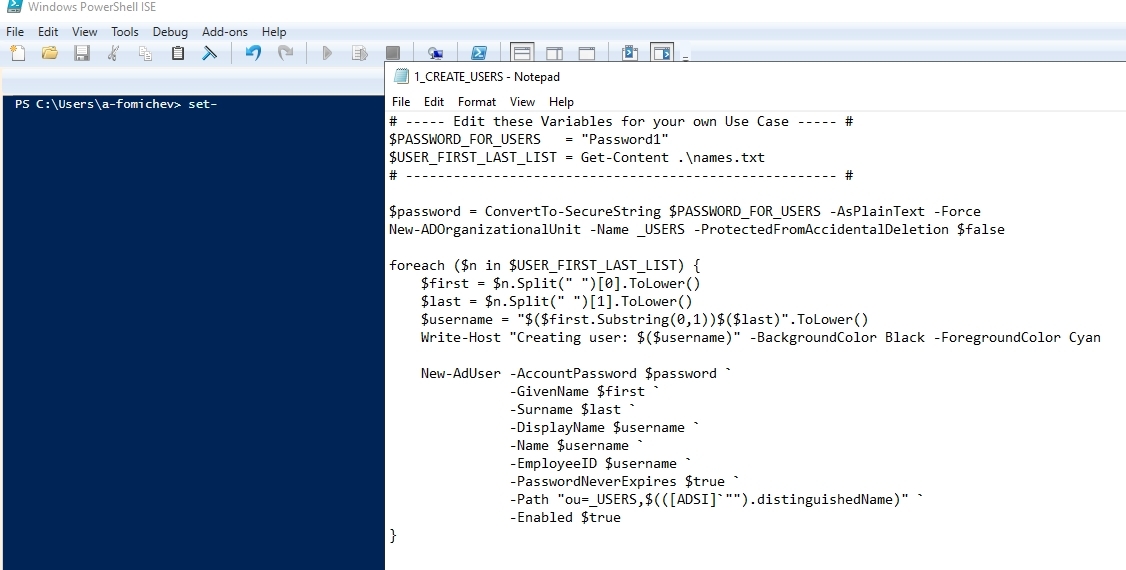 Windows PowerShell ISE
File Edit View Tools Debug Add-ons Help
PS C:\Users\a-fomichev> set-
1_CREATE_USERS - Notepad
File Edit Format View Help
# ----- Edit these Variables for your own Use Case ----- #
$PASSWORD_FOR_USERS   = "Password1"
$USER_FIRST_LAST_LIST = Get-Content .\names.txt
# ------------------------------------------------------ #
$password = ConvertTo-SecureString $PASSWORD_FOR_USERS -AsPlainText -Force
New-ADOrganizationalUnit -Name _USERS -ProtectedFromAccidentalDeletion $false
foreach ($n in $USER_FIRST_LAST_LIST) {
    $first = $n.Split(" ")[0].ToLower()
    $last = $n.Split(" ")[1].ToLower()
    $username = "$($first.Substring(0,1))$($last)".ToLower()
    Write-Host "Creating user: $($username)" -BackgroundColor Black -ForegroundColor Cyan
    New-AdUser -AccountPassword $password `
               -GivenName $first `
               -Surname $last `
               -DisplayName $username `
               -Name $username `
               -EmployeeID $username `
               -PasswordNeverExpires $true `
               -Path "ou=_USERS,$(([ADSI]`"").distinguishedName)" `
               -Enabled $true
}